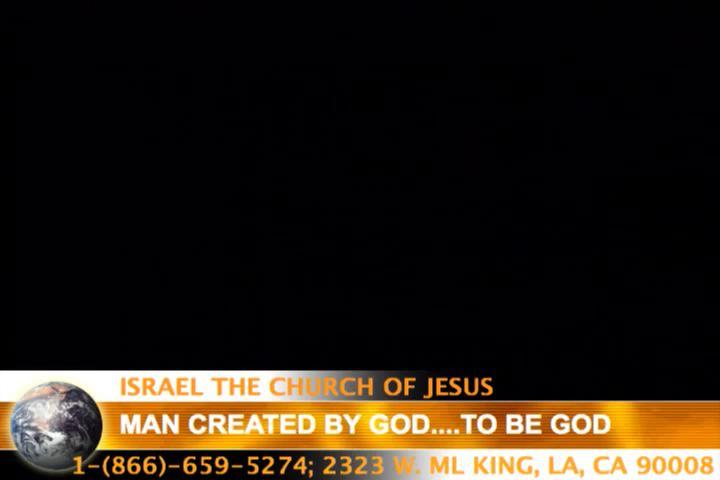 ISRAEL THE CHURCH OF JESUS
MAN CREATED BY GOD....TO BE GOD
1-(866)-659-5274; 2323 W. ML KING, LA, CA 90008